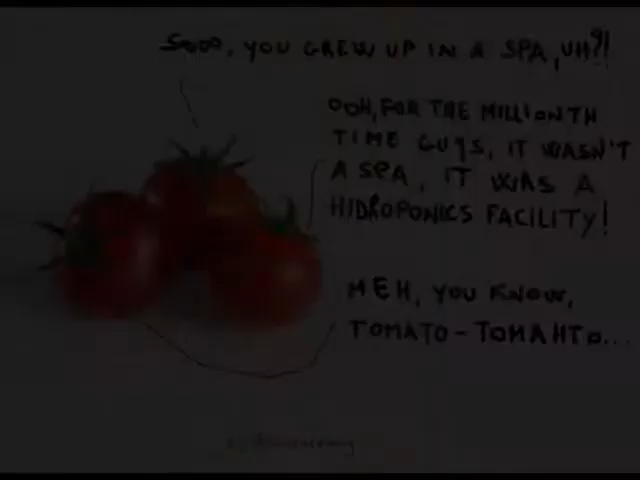 Sooo, YOU GREW UP IN A SPA, UH?!
OOH, FOR THE MILLIONTH
TIME GUYS, IT WASN'T
A SPA, IT WAS A
HIDROPONICS FACILITY!
MEH, YOU KNOW,
TOMATO-TOMAHTO...